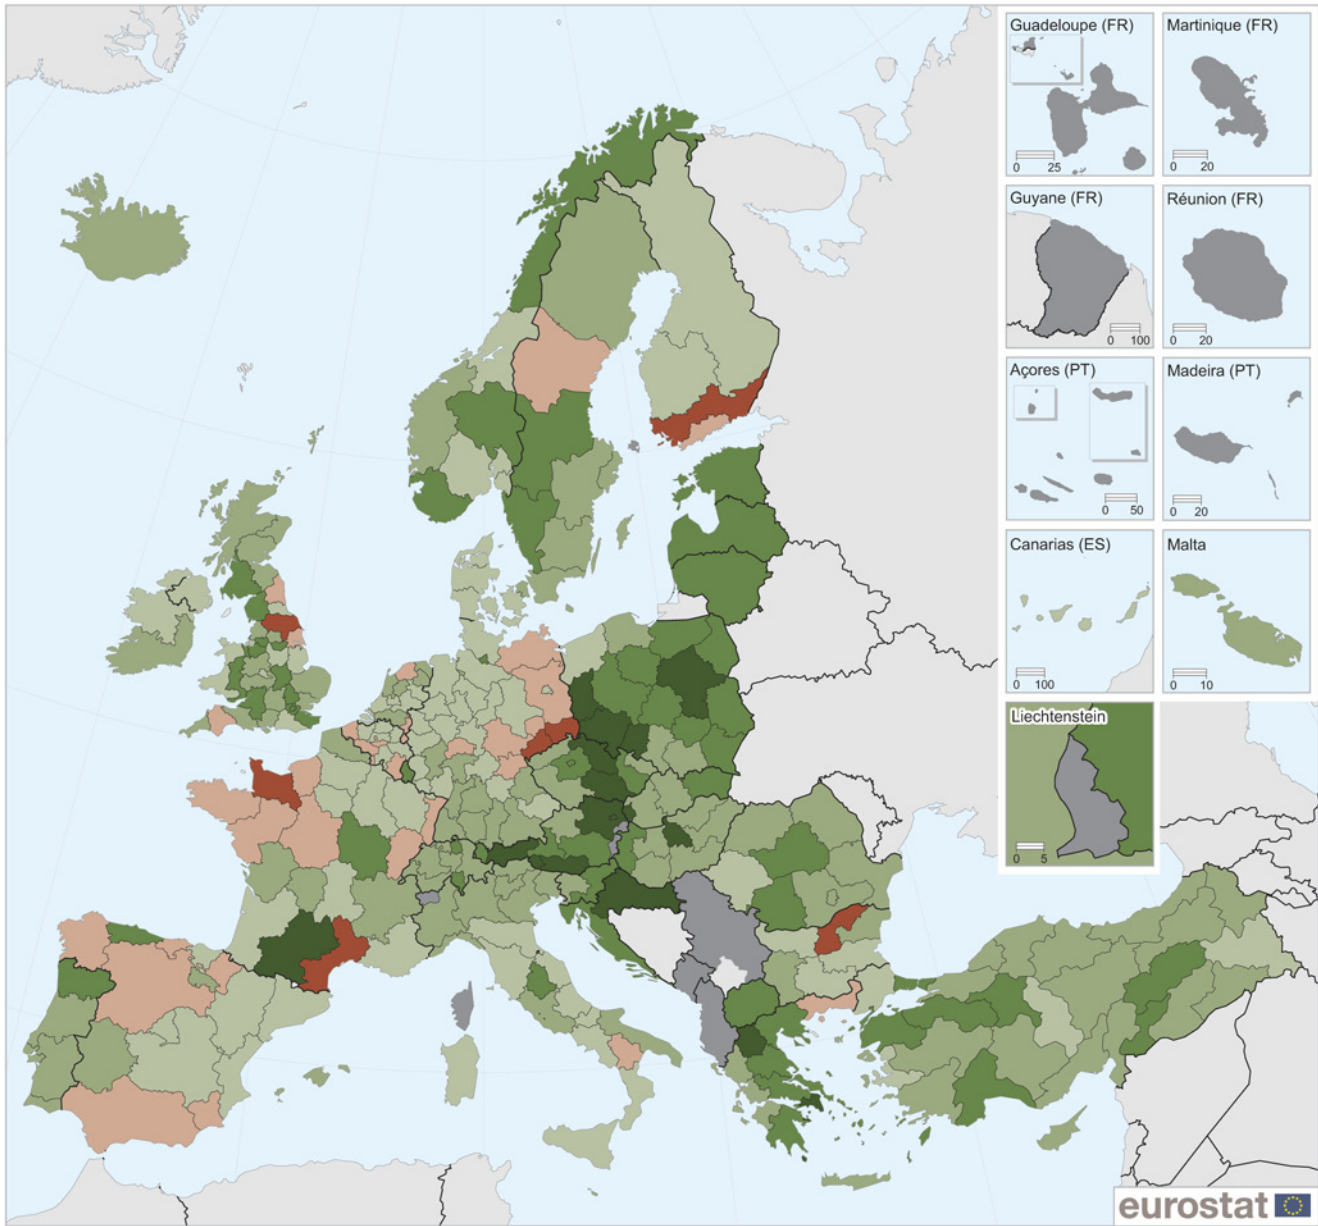 Guadeloupe (FR)
0 25
Martinique (FR)
0 20
Guyane (FR)
0 100
Réunion (FR)
0 20
Açores (PT)
0 50
Madeira (PT)
0 20
Canarias (ES)
0 100
Malta
0 10
Liechtenstein
0 5
eurostat